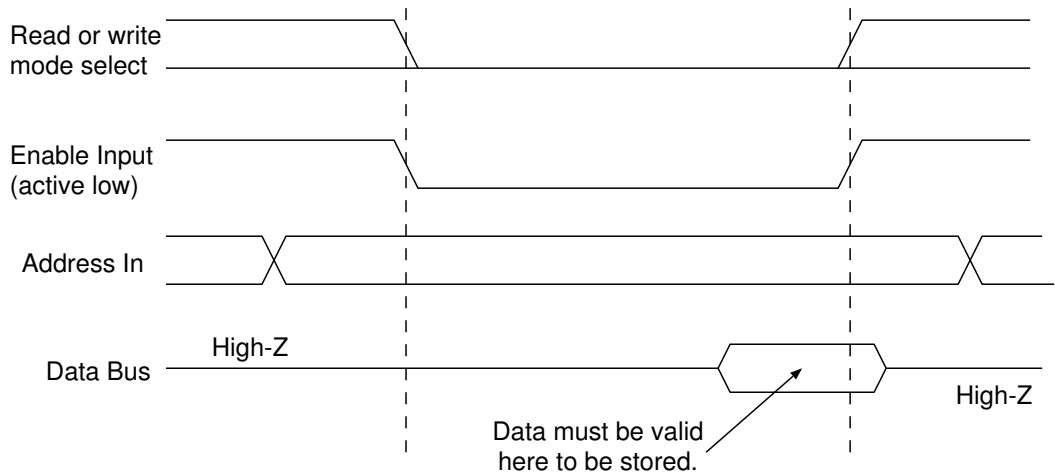 Read or write
mode select
Enable Input
(active low)
Address In
High-Z
Data Bus
High-Z
Data must be valid
here to be stored.